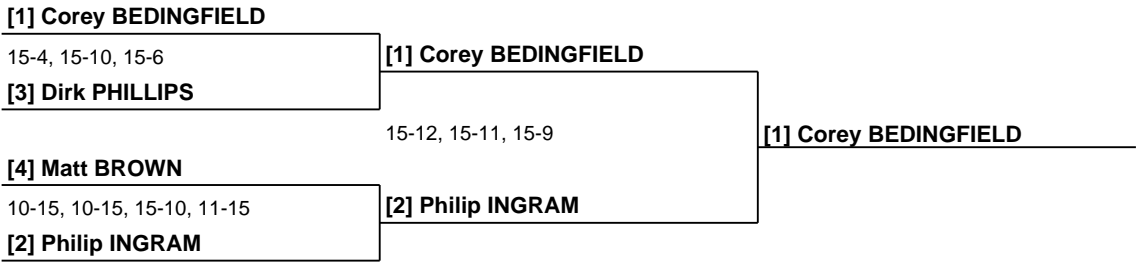 [1] Corey BEDINGFIELD
15-4, 15-10, 15-6
[1] Corey BEDINGFIELD
[3] Dirk PHILLIPS
15-12, 15-11, 15-9
[1] Corey BEDINGFIELD
[4] Matt BROWN
10-15, 10-15, 15-10, 11-15
[2] Philip INGRAM
[2] Philip INGRAM